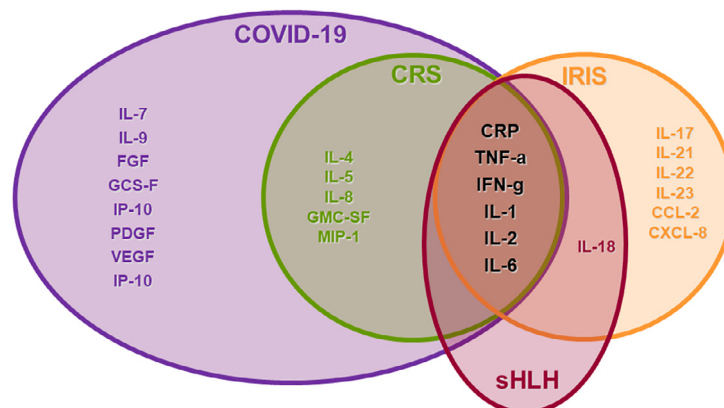 COVID-19
CRS
IRIS
IL-7
IL-9
FGF
GCS-F
IP-10
PDGF
VEGF
IP-10
IL-4
IL-5
IL-8
GMC-SF
MIP-1
CRP
TNF-a
IFN-g
IL-1
IL-2
IL-6
IL-18
IL-17
IL-21
IL-22
IL-23
CCL-2
CXCL-8
sHLH